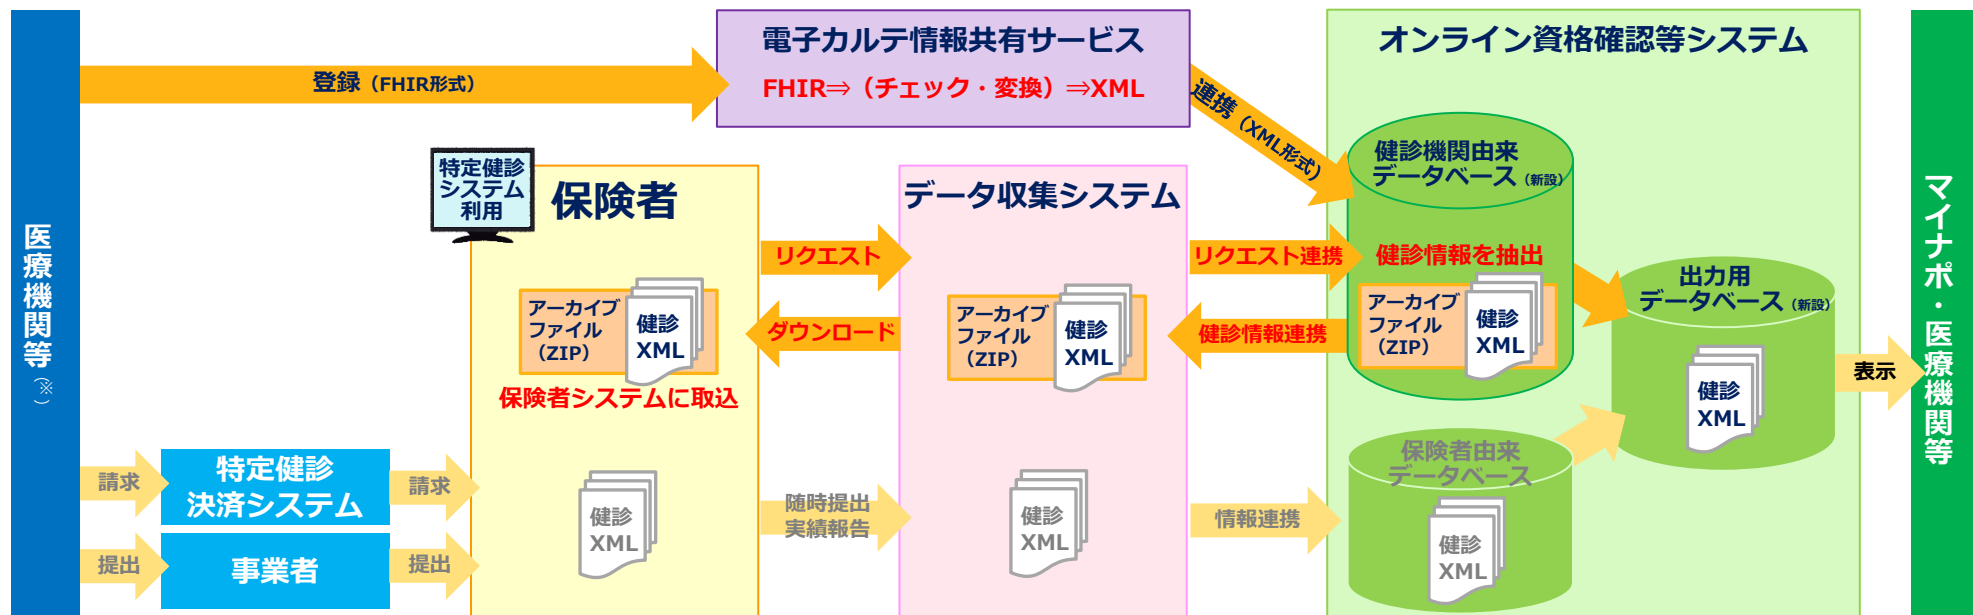 医療機関等
（※）
登録（FHIR形式）
電子カルテ情報共有サービス
FHIR⇒（チェック・変換）⇒XML
連携（XML形式）
オンライン資格確認等システム
健診機関由来
データベース（新設）
特定健診
システム
利用
保険者
データ収集システム
リクエスト
リクエスト連携
健診情報を抽出
アーカイブ
ファイル
（ZIP）
健診
XML
ダウンロード
アーカイブ
ファイル
（ZIP）
健診
XML
健診情報連携
アーカイブ
ファイル
（ZIP）
健診
XML
保険者システムに取込
出力用
データベース（新設）
健診
XML
表示
マイナポ・医療機関等
請求
特定健診
決済システム
請求
提出
事業者
提出
健診
XML
随時提出
実績報告
健診
XML
情報連携
保険者由来
データベース
健診
XML